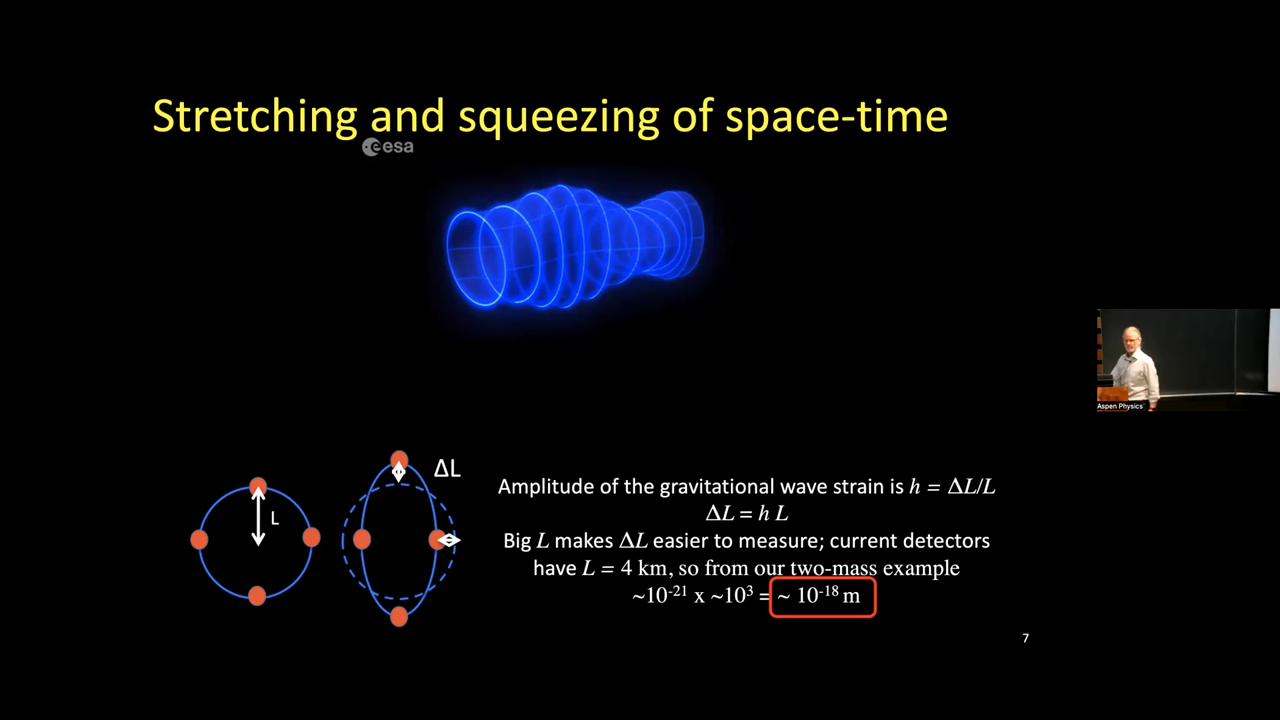 Stretching and squeezing of space-time
esa
ΔL
L
Amplitude of the gravitational wave strain is h = ΔL/L
ΔL = h L
Big L makes ΔL easier to measure; current detectors
have L = 4 km, so from our two-mass example
~10⁻²¹ x ~10³ = ~ 10⁻¹⁸ m
Aspen Physics
7